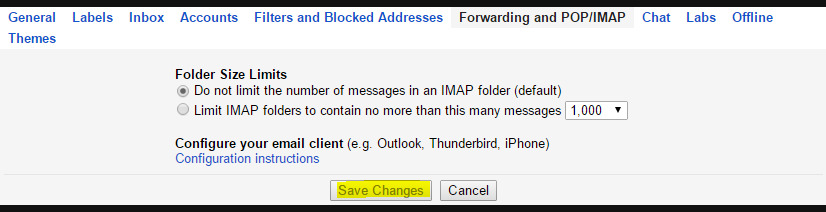 General Labels Inbox Accounts Filters and Blocked Addresses Forwarding and POP/IMAP Chat Labs Offline
Themes
Folder Size Limits
Do not limit the number of messages in an IMAP folder (default)
Limit IMAP folders to contain no more than this many messages 1,000
Configure your email client (e.g. Outlook, Thunderbird, iPhone)
Configuration instructions
Save Changes Cancel